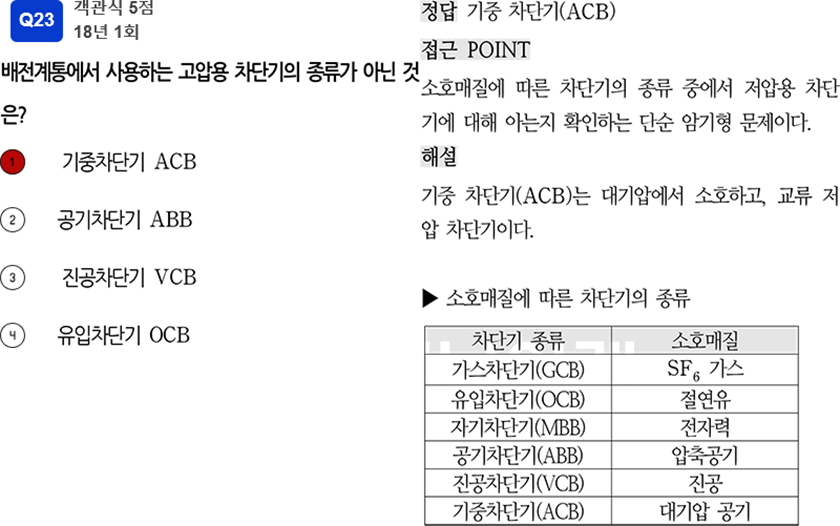 Q23
객관식 5점
18년 1회
배전계통에서 사용하는 고압용 차단기의 종류가 아닌 것
은?
1 기중차단기 ACB
2 공기차단기 ABB
3 진공차단기 VCB
4 유입차단기 OCB
정답 기중 차단기(ACB)
접근 POINT
소호매질에 따른 차단기의 종류 중에서 저압용 차단
기에 대해 아는지 확인하는 단순 암기형 문제이다.
해설
기중 차단기(ACB)는 대기압에서 소호하고, 교류 저
압 차단기이다.
▶ 소호매질에 따른 차단기의 종류
차단기 종류 소호매질
가스차단기(GCB) SF₆ 가스
유입차단기(OCB) 절연유
자기차단기(MBB) 전자력
공기차단기(ABB) 압축공기
진공차단기(VCB) 진공
기중차단기(ACB) 대기압 공기